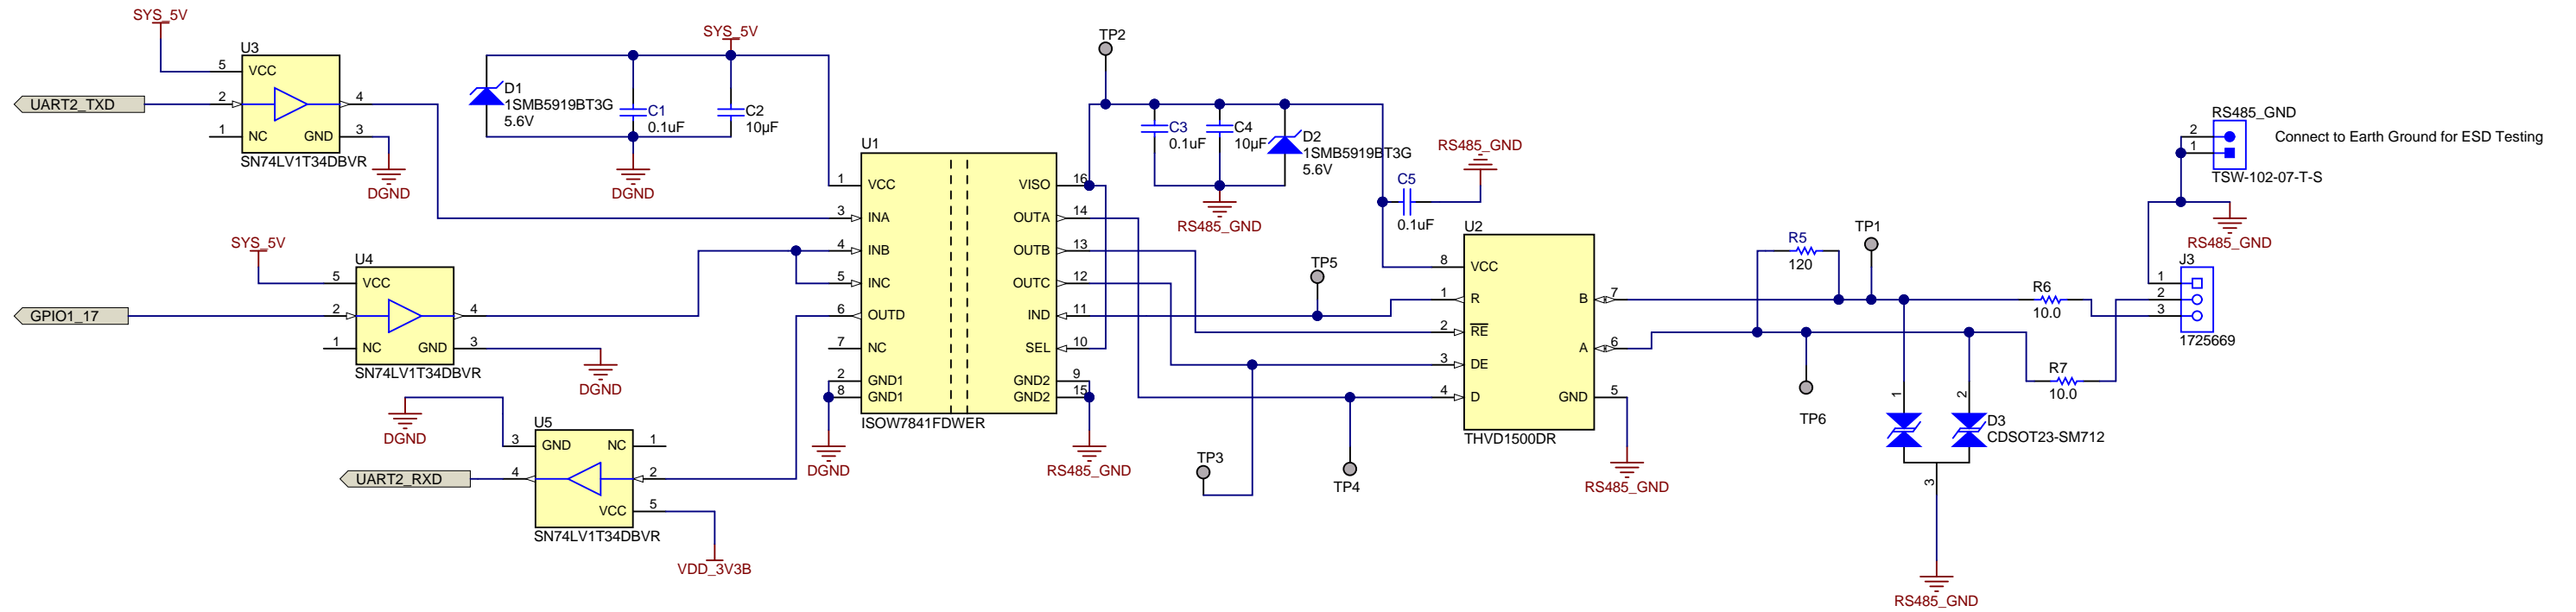 SYS_5V
U3
5 VCC
UART2_TXD
2
4
1 NC
GND 3
SN74LV1T34DBVR
DGND
D1
1SMB5919BT3G
5.6V
C1
0.1uF
SYS_5V
C2
10µF
DGND
SYS_5V
U4
5 VCC
GPIO1_17
2
4
1 NC
GND 3
SN74LV1T34DBVR
DGND
DGND
U5
3 GND
NC 1
UART2_RXD
4
2
VCC 5
SN74LV1T34DBVR
VDD_3V3B
U1
1 VCC
VISO 16
3 INA
OUTA 14
4 INB
OUTB 13
5 INC
OUTC 12
6 OUTD
IND 11
7 NC
SEL 10
2 GND1
GND2 9
8 GND1
GND2 15
ISOW7841FDWER
DGND
RS485_GND
TP2
C3
0.1uF
C4
10µF
D2
1SMB5919BT3G
5.6V
RS485_GND
RS485_GND
C5
0.1uF
TP5
TP3
TP4
U2
8 VCC
1 R
B 7
2 RE
A 6
3 DE
4 D
GND 5
THVD1500DR
RS485_GND
R5
120
TP1
TP6
1
2
D3
CDSOT23-SM712
3
RS485_GND
R6
10.0
R7
10.0
RS485_GND
2
1
TSW-102-07-T-S
Connect to Earth Ground for ESD Testing
RS485_GND
J3
1
2
3
1725669